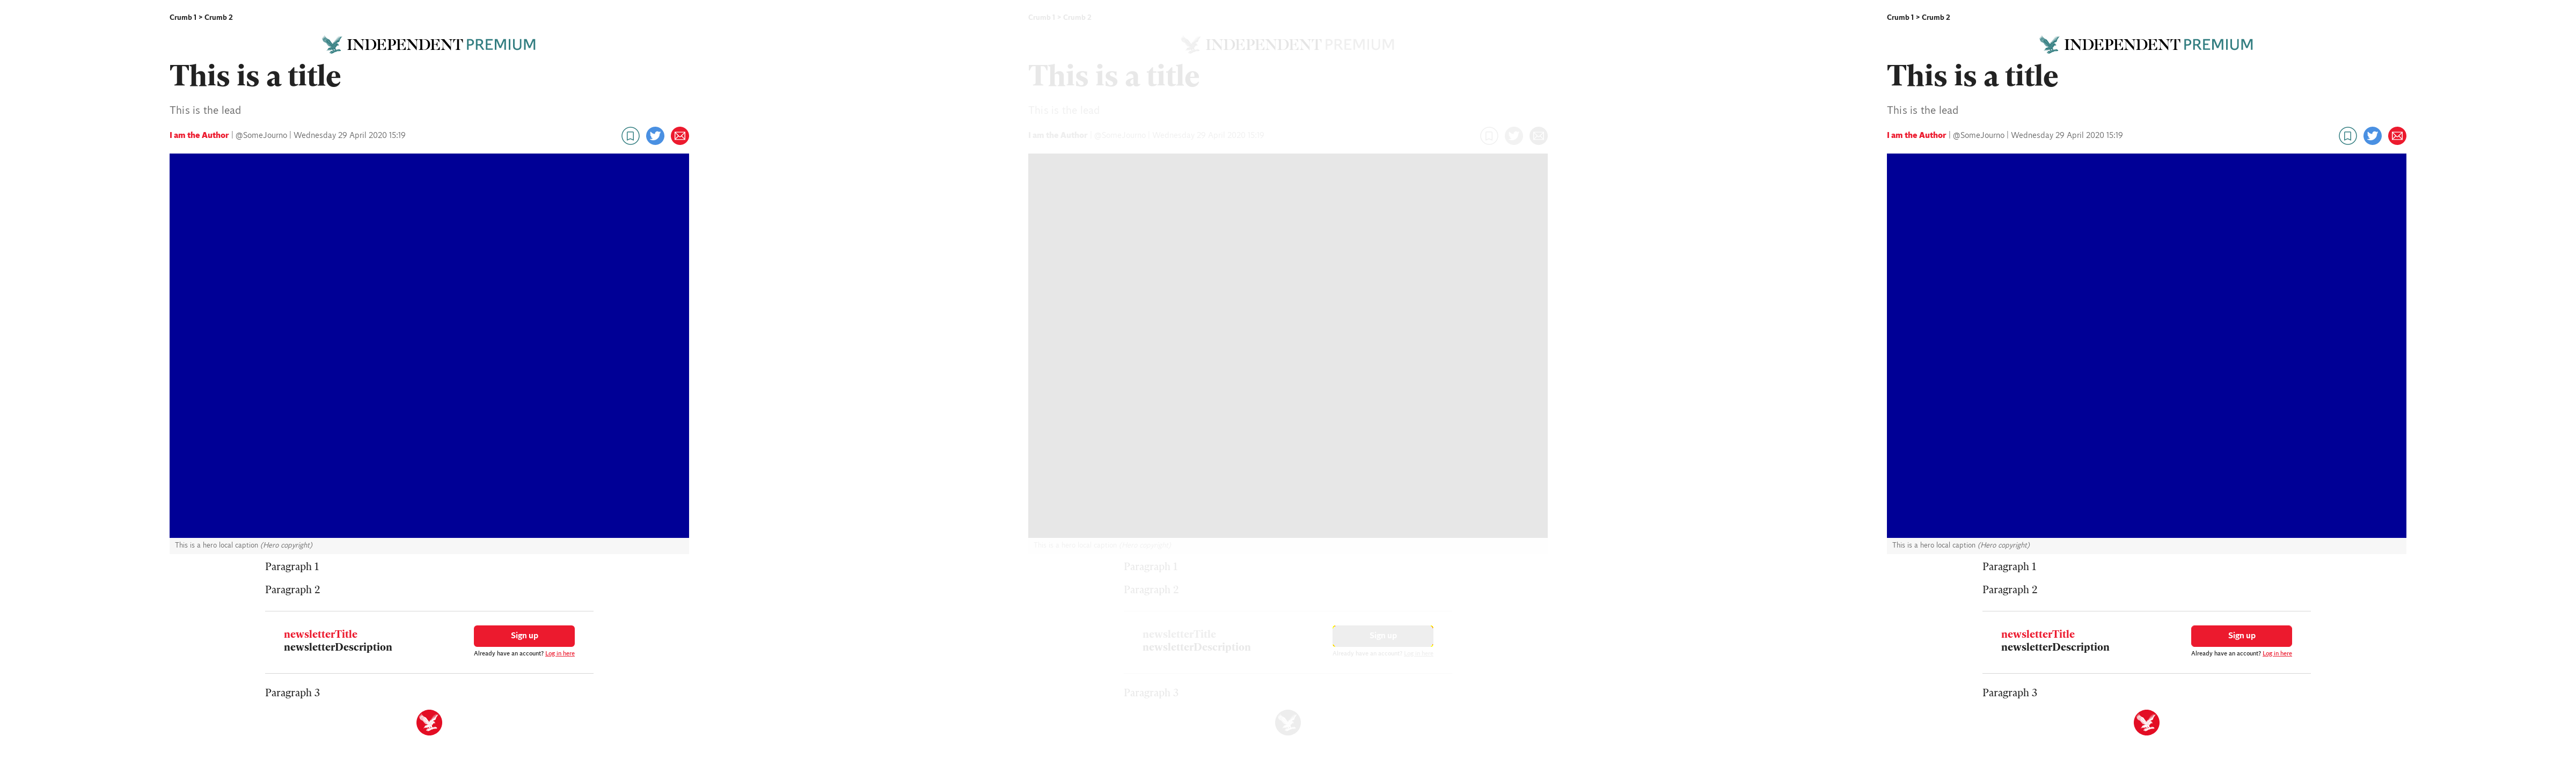 Crumb 1 > Crumb 2
INDEPENDENT PREMIUM
This is a title
This is the lead
I am the Author | @SomeJourno | Wednesday 29 April 2020 15:19
This is a hero local caption (Hero copyright)
Paragraph 1
Paragraph 2
newsletterTitle
newsletterDescription
Sign up
Already have an account? Log in here
Paragraph 3
Crumb 1 > Crumb 2
INDEPENDENT PREMIUM
This is a title
This is the lead
I am the Author | @SomeJourno | Wednesday 29 April 2020 15:19
This is a hero local caption (Hero copyright)
Paragraph 1
Paragraph 2
newsletterTitle
newsletterDescription
Sign up
Already have an account? Log in here
Paragraph 3
Crumb 1 > Crumb 2
INDEPENDENT PREMIUM
This is a title
This is the lead
I am the Author | @SomeJourno | Wednesday 29 April 2020 15:19
This is a hero local caption (Hero copyright)
Paragraph 1
Paragraph 2
newsletterTitle
newsletterDescription
Sign up
Already have an account? Log in here
Paragraph 3